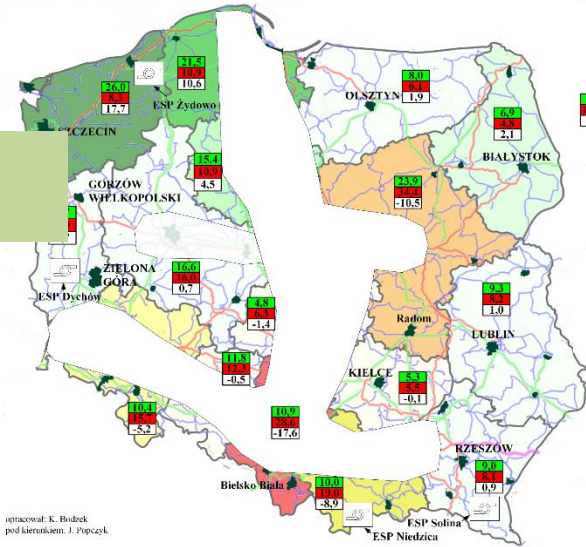 21,5
10,9
10,6
26,0
8,3
17,7
ESP Żydowo
SZCZECIN
8,0
6,1
1,9
OLSZTYN
6,9
4,8
2,1
BIAŁYSTOK
15,4
10,9
4,5
GORZÓW
WIELKOPOLSKI
23,9
34,4
-10,5
ZIELONA
GÓRA
ESP Dychów
16,6
16,0
0,7
4,8
6,3
-1,4
9,3
8,2
1,0
Radom
LUBLIN
11,8
12,3
-0,5
KIELCE
5,3
5,5
-0,1
10,4
15,7
-5,2
10,9
28,6
-17,6
RZESZÓW
9,0
8,1
0,9
Bielsko Biała
10,0
19,0
-8,9
ESP Solina
ESP Niedzica
opracował: K. Bodzek
pod kierunkiem. J. Popczyk